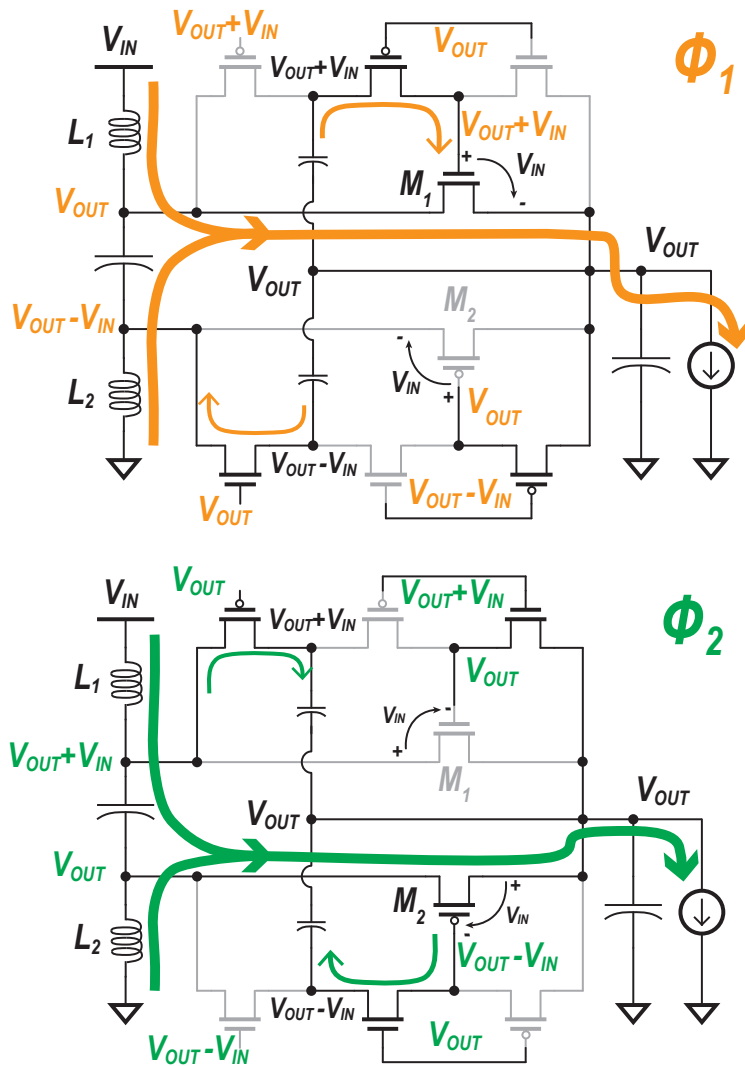 V_OUT+V_IN
V_IN
V_OUT
Φ_1
V_OUT+V_IN
L_1
V_OUT+V_IN
+
V_IN
M_1
-
V_OUT
V_OUT
V_OUT
V_OUT-V_IN
M_2
-
L_2
V_IN
+
V_OUT
V_OUT-V_IN
V_OUT-V_IN
V_OUT
V_OUT
V_OUT+V_IN
V_IN
V_OUT+V_IN
Φ_2
L_1
V_OUT
V_IN
-
+
V_OUT+V_IN
M_1
V_OUT
V_OUT
V_OUT
M_2
+
V_IN
-
L_2
V_OUT-V_IN
V_OUT-V_IN
V_OUT
V_OUT-V_IN